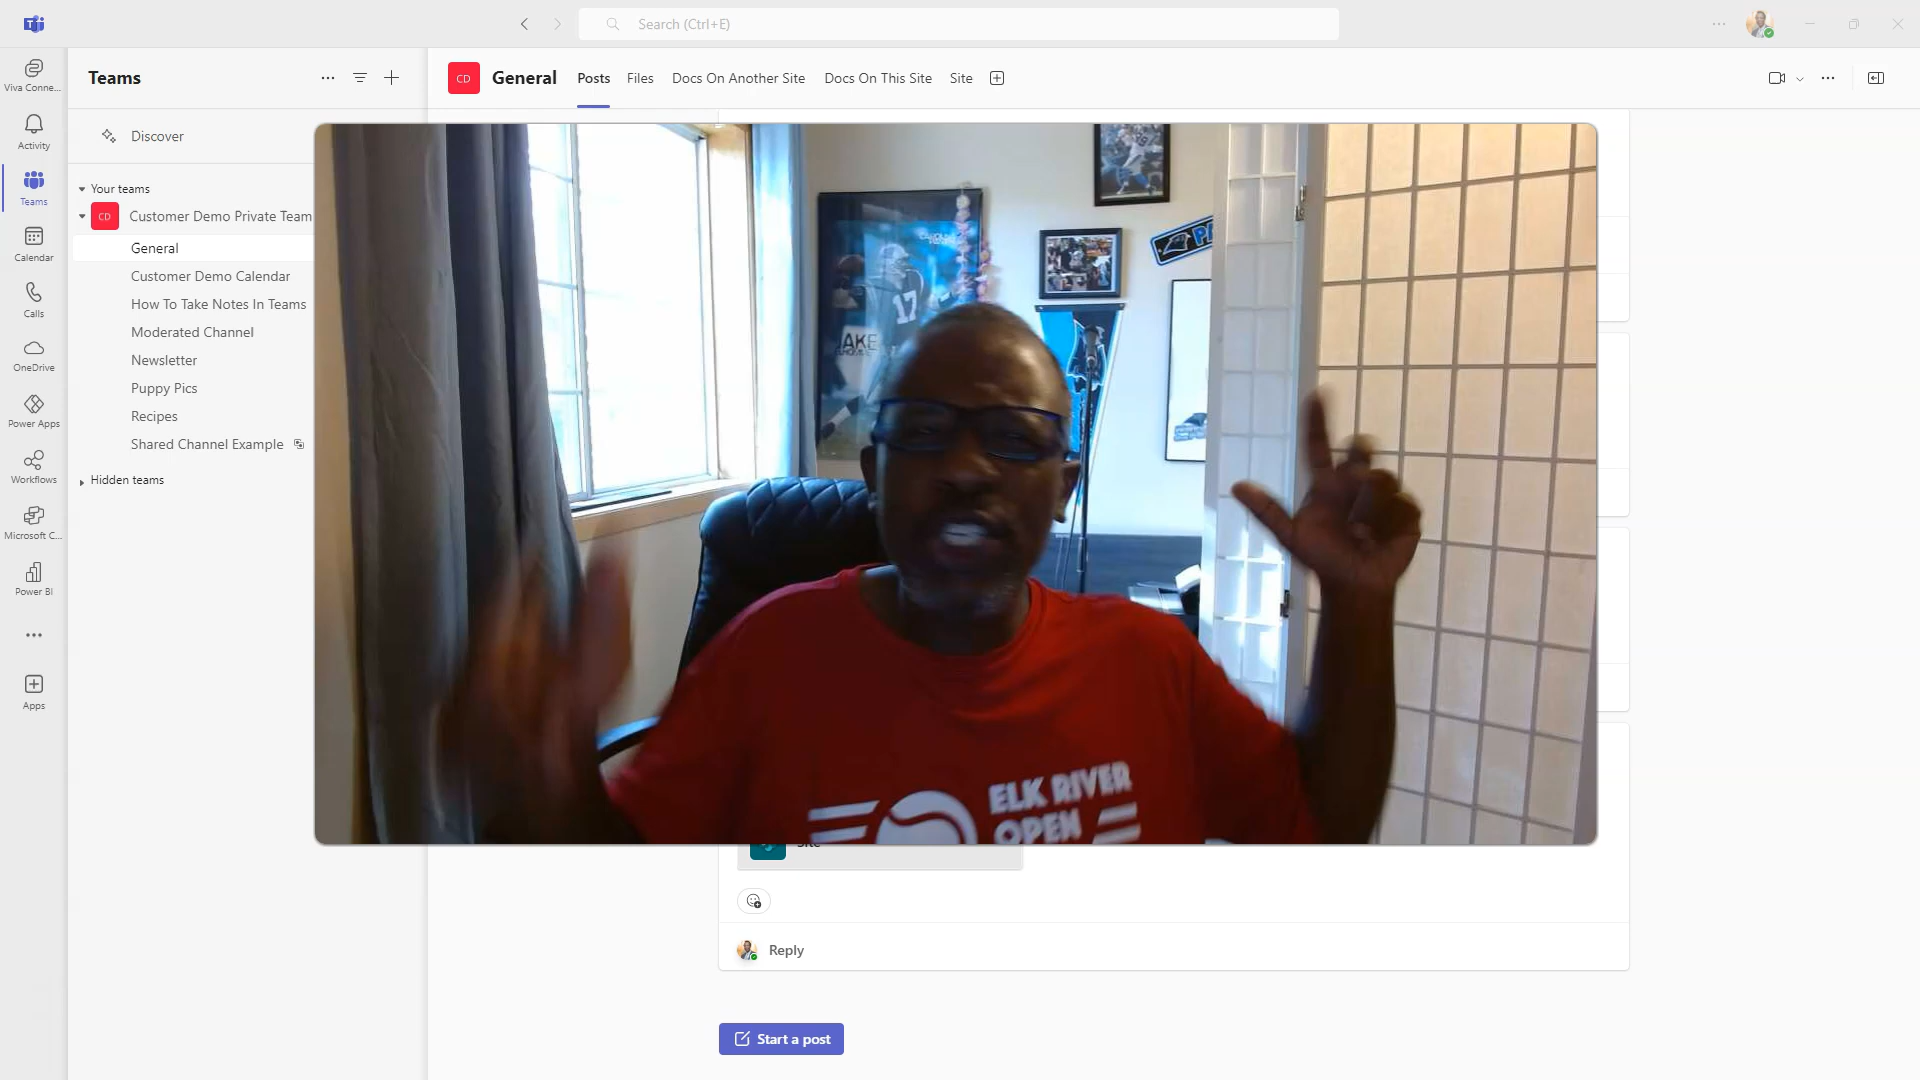 Search (Ctrl+E)
Viva Conne...
Activity
Teams
Calendar
Calls
OneDrive
Power Apps
Workflows
Microsoft C...
Power BI
Apps
Teams
Discover
Your teams
CD Customer Demo Private Team
General
Customer Demo Calendar
How To Take Notes In Teams
Moderated Channel
Newsletter
Puppy Pics
Recipes
Shared Channel Example
Hidden teams
CD General Posts Files Docs On Another Site Docs On This Site Site
17
JAKE
ELK RIVER
OPEN
Site
Reply
Start a post